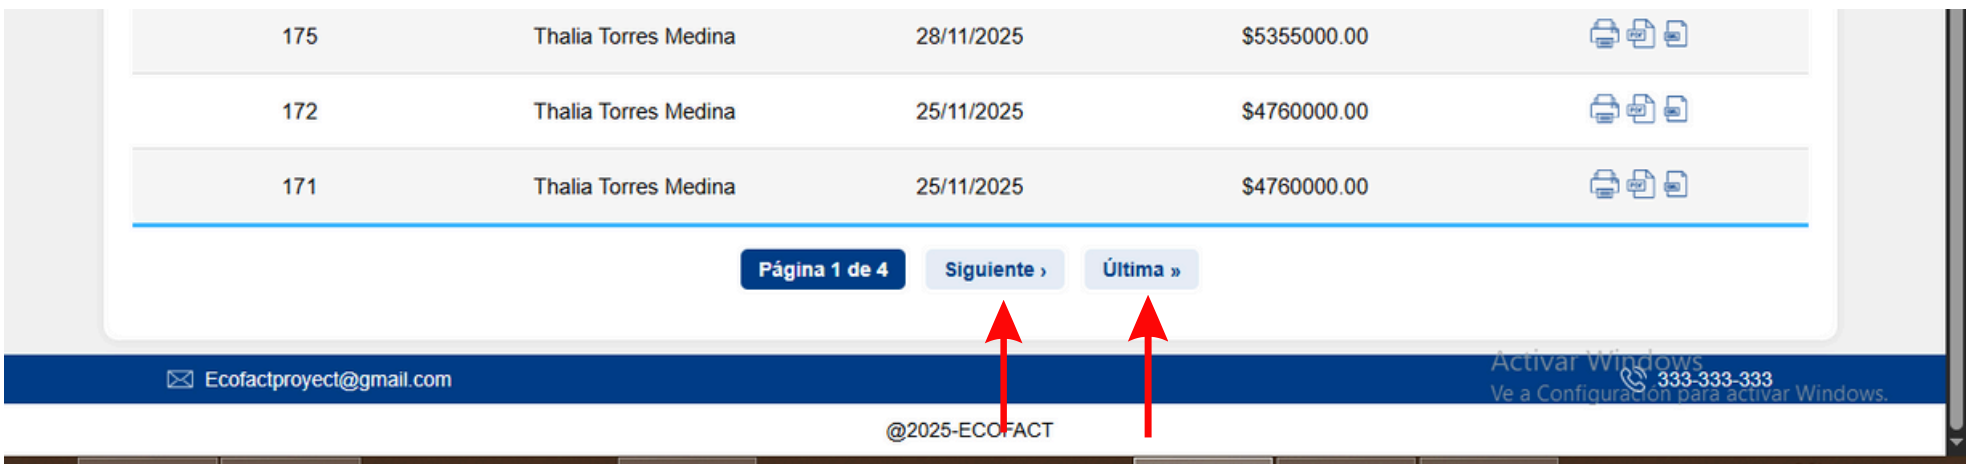 175 Thalia Torres Medina 28/11/2025 $5355000.00
172 Thalia Torres Medina 25/11/2025 $4760000.00
171 Thalia Torres Medina 25/11/2025 $4760000.00
Página 1 de 4 Siguiente › Última »
Activar Windows
Ecofactproyect@gmail.com 333-333-333
Ve a Configuración para activar Windows.
@2025-ECOFACT